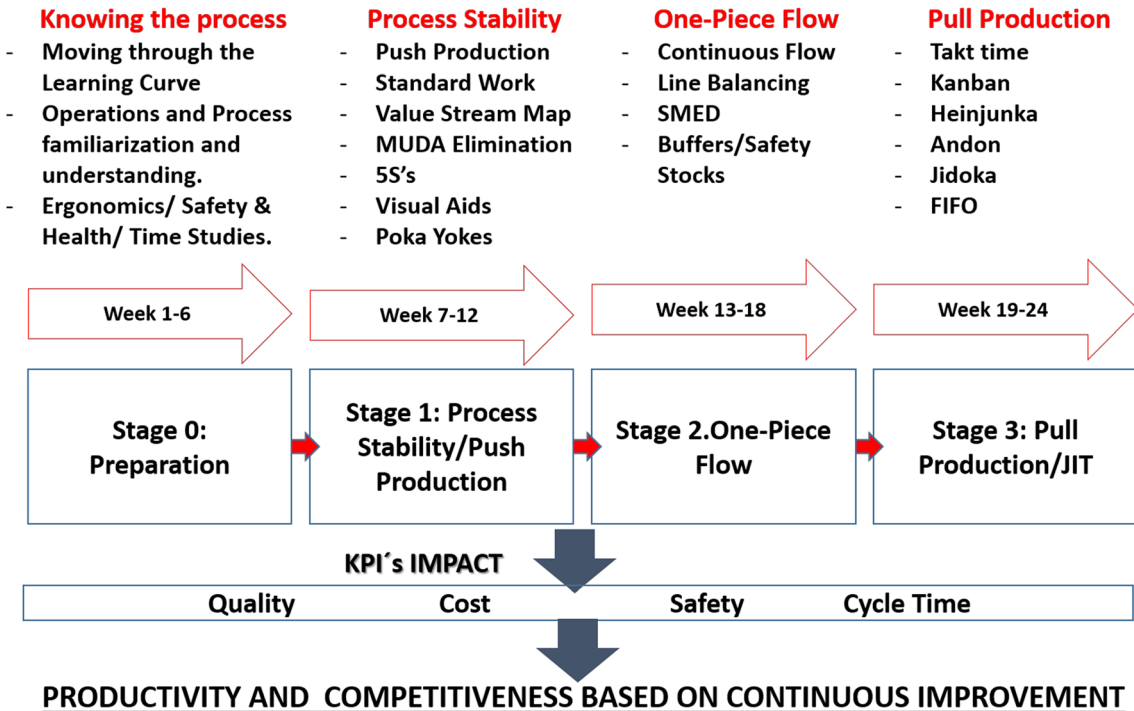 Knowing the process
- Moving through the
Learning Curve
- Operations and Process
familiarization and
understanding.
- Ergonomics/ Safety &
Health/ Time Studies.
Process Stability
- Push Production
- Standard Work
- Value Stream Map
- MUDA Elimination
- 5S's
- Visual Aids
- Poka Yokes
One-Piece Flow
- Continuous Flow
- Line Balancing
- SMED
- Buffers/Safety
Stocks
Pull Production
- Takt time
- Kanban
- Heinjunka
- Andon
- Jidoka
- FIFO
Week 1-6
Week 7-12
Week 13-18
Week 19-24
Stage 0:
Preparation
Stage 1: Process
Stability/Push
Production
Stage 2.One-Piece
Flow
Stage 3: Pull
Production/JIT
KPI´s IMPACT
Quality Cost Safety Cycle Time
PRODUCTIVITY AND COMPETITIVENESS BASED ON CONTINUOUS IMPROVEMENT